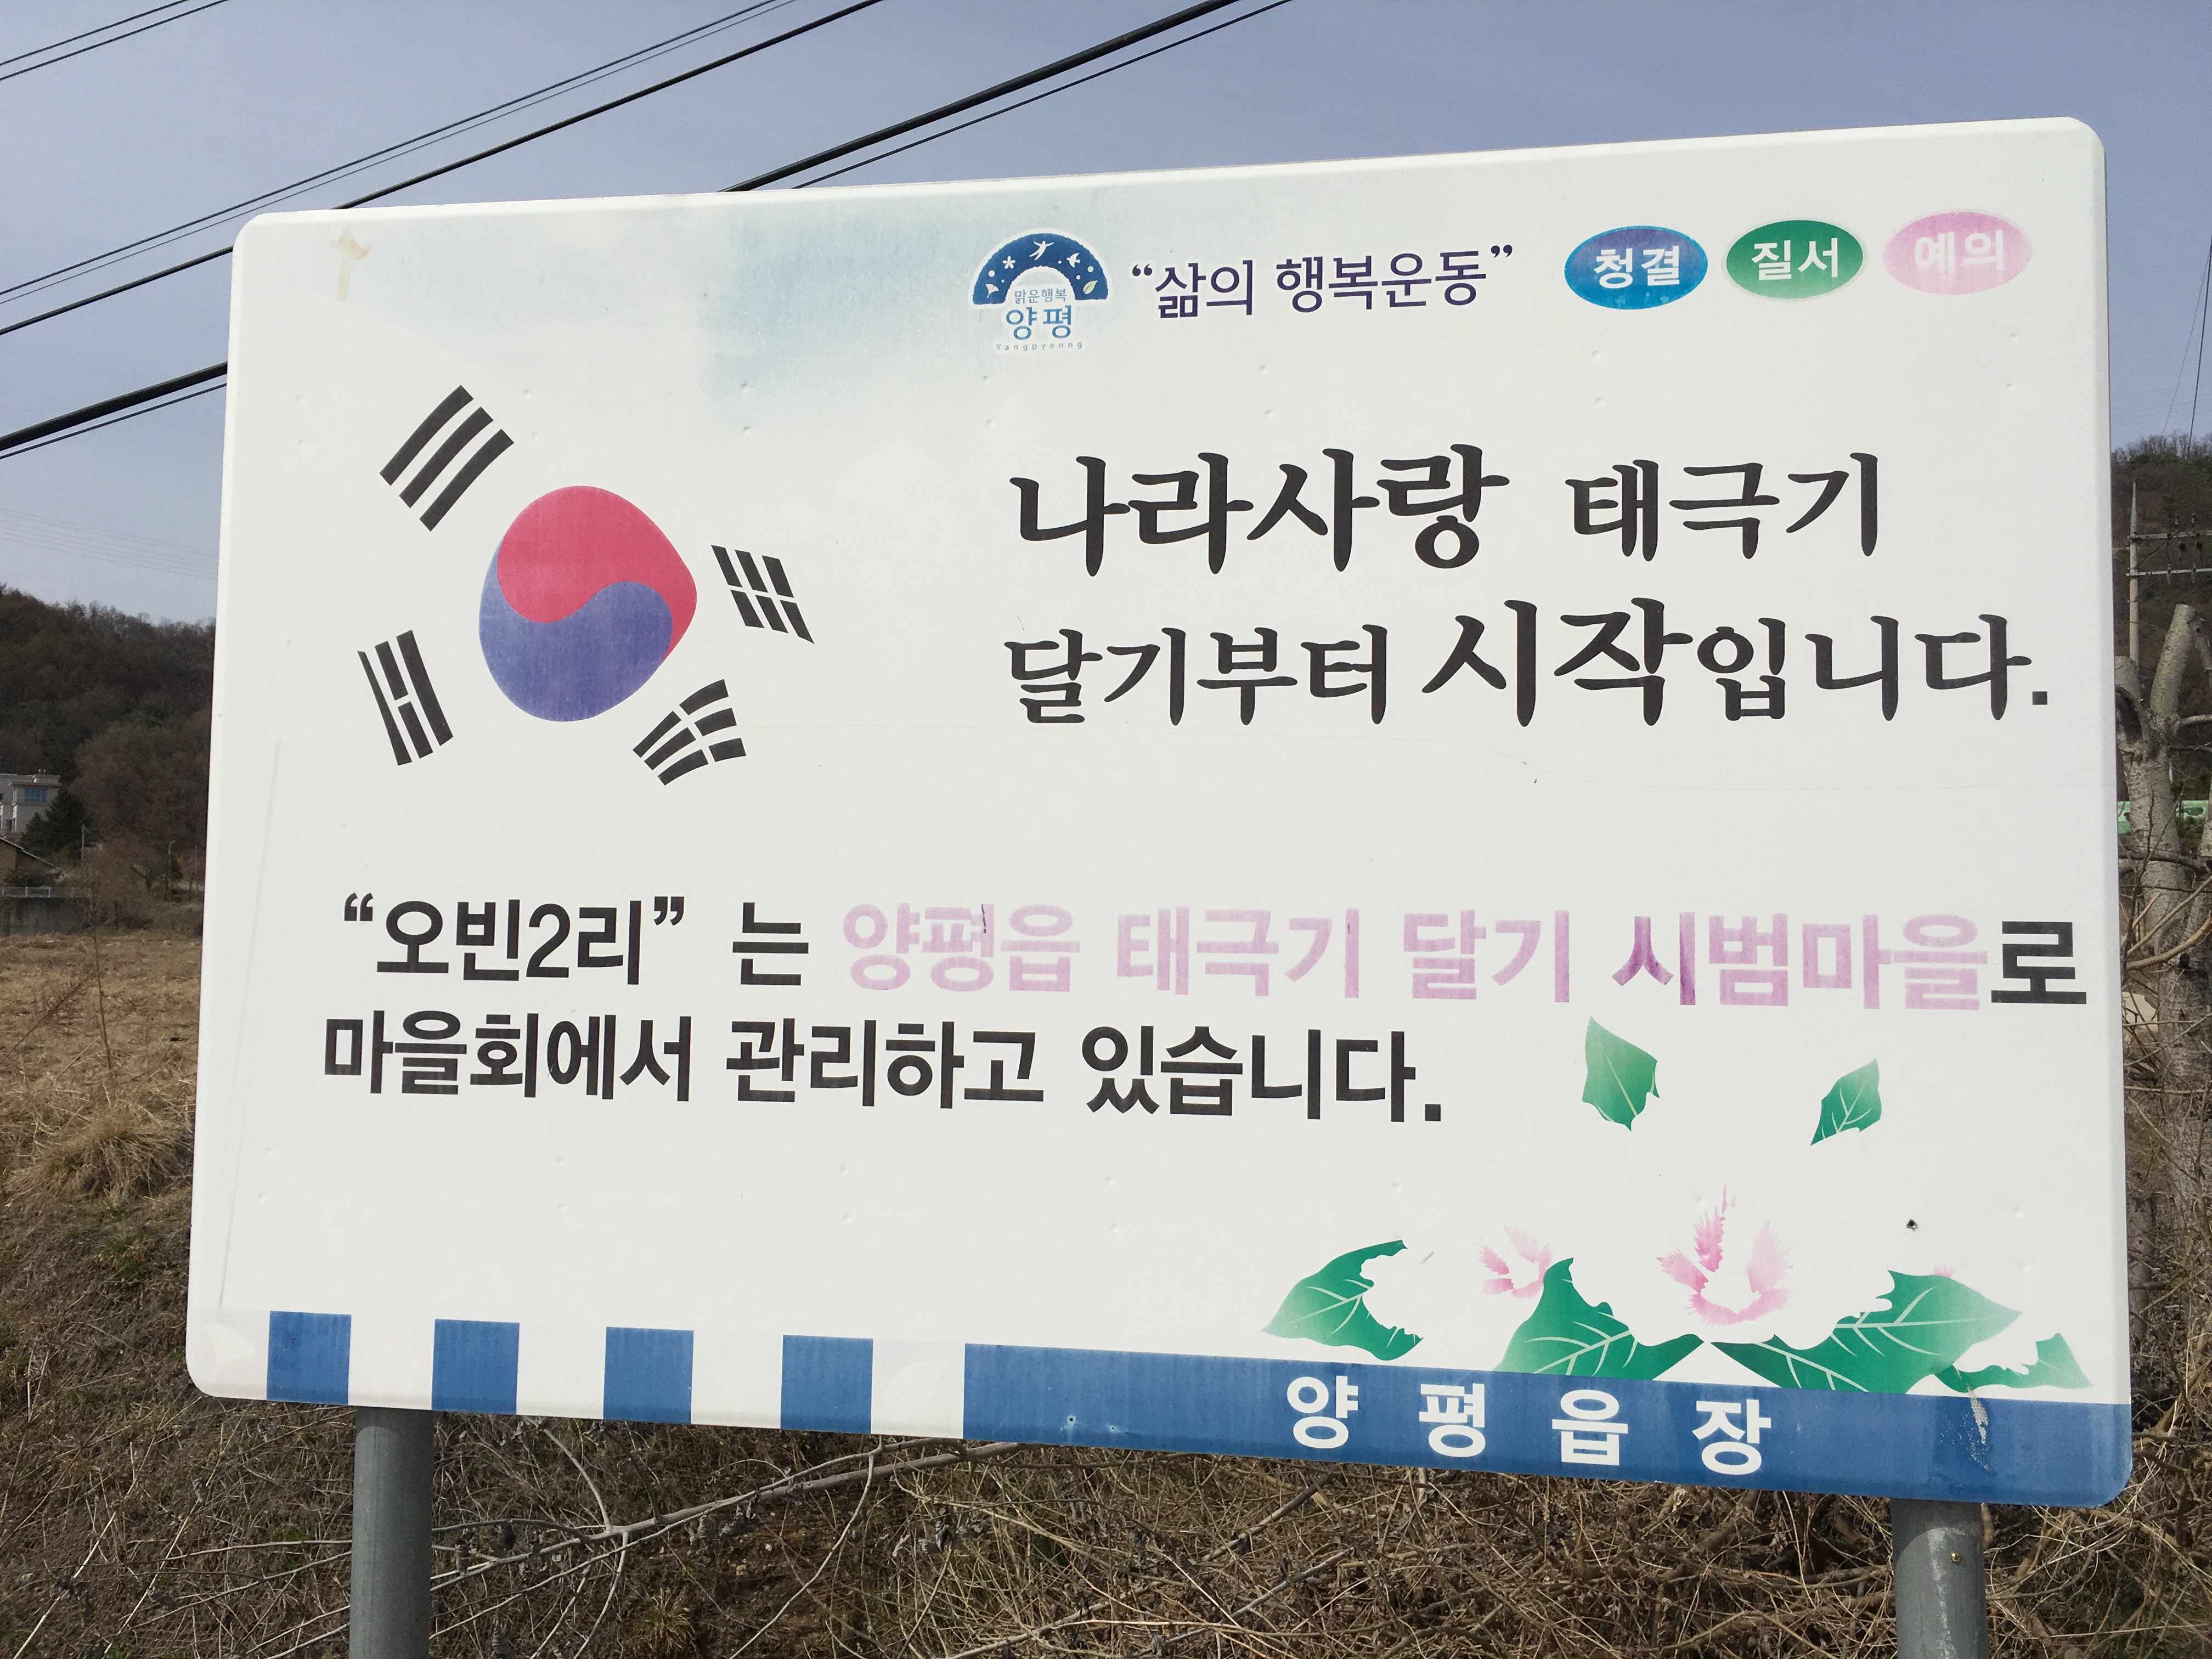 맑은행복
양평
Yangpyeong
“삶의 행복운동”
청결 질서 예의
나라사랑 태극기
달기부터 시작입니다.
“오빈2리” 는 양평읍 태극기 달기 시범마을로
마을회에서 관리하고 있습니다.
양평읍장